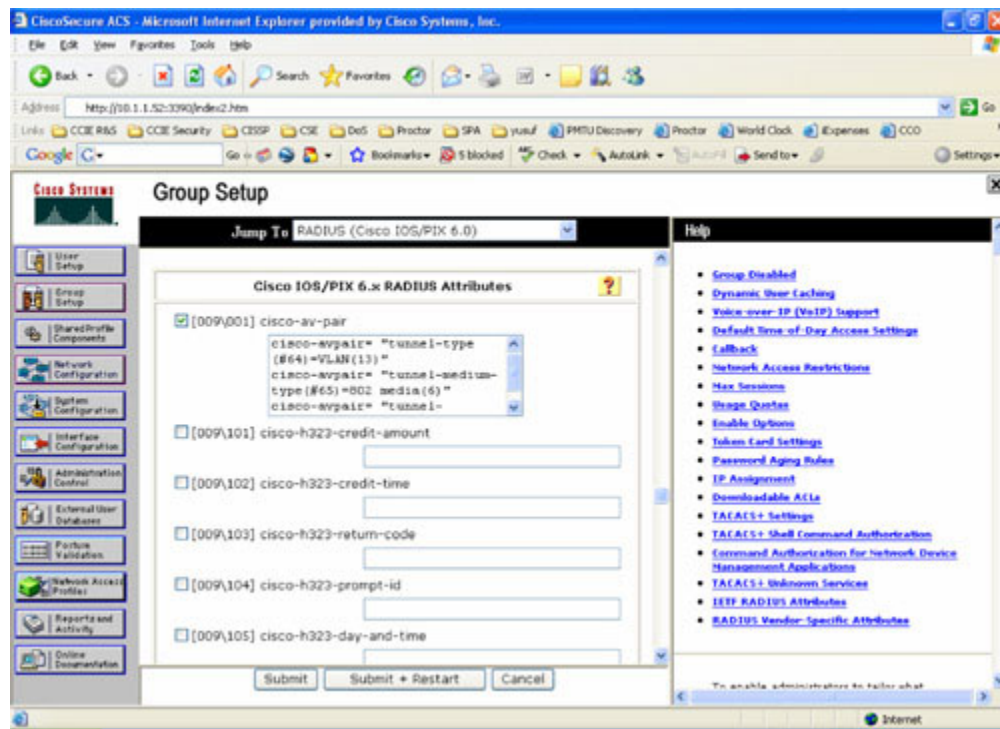 CiscoSecure ACS - Microsoft Internet Explorer provided by Cisco Systems, Inc.
File Edit View Favorites Tools Help
Back Search Favorites
Address http://10.1.1.52:3390/index2.htm Go
Links CCIE R&S CCIE Security CISSP CSE DoS Proctor SPA yusuf PMTU Discovery Proctor World Clock Expenses CCO
Google Go Bookmarks 5 blocked Check AutoLink AutoFill Send to Settings
CISCO SYSTEMS
Group Setup
Jump To RADIUS (Cisco IOS/PIX 6.0)
Help
User Setup
Group Setup
Shared Profile Components
Network Configuration
System Configuration
Interface Configuration
Administration Control
External User Databases
Posture Validation
Network Access Profiles
Reports and Activity
Online Documentation
Cisco IOS/PIX 6.x RADIUS Attributes ?
[009\001] cisco-av-pair
cisco-avpair= "tunnel-type
(#64)=VLAN(13)"
cisco-avpair= "tunnel-medium-
type(#65)=802 media(6)"
cisco-avpair= "tunnel-
[009\101] cisco-h323-credit-amount
[009\102] cisco-h323-credit-time
[009\103] cisco-h323-return-code
[009\104] cisco-h323-prompt-id
[009\105] cisco-h323-day-and-time
Submit Submit + Restart Cancel
Group Disabled
Dynamic User Caching
Voice-over-IP (VoIP) Support
Default Time-of-Day Access Settings
Callback
Network Access Restrictions
Max Sessions
Usage Quotas
Enable Options
Token Card Settings
Password Aging Rules
IP Assignment
Downloadable ACLs
TACACS+ Settings
TACACS+ Shell Command Authorization
Command Authorization for Network Device
Management Applications
TACACS+ Unknown Services
IETF RADIUS Attributes
RADIUS Vendor-Specific Attributes
To enable administrators to tailor what
Internet